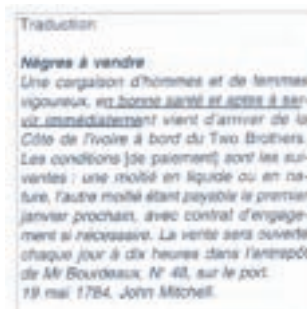 Traduction
Nègres à vendre
Une cargaison d'hommes et de femmes
vigoureux, en bonne santé et aptes à ser-
vir immédiatement vient d'arriver de la
Côte de l'Ivoire à bord du Two Brothers.
Les conditions [de paiement] sont les sui-
vantes : une moitié en liquide ou en na-
ture, l'autre moitié étant payable le premier
janvier prochain, avec contrat d'engage-
ment si nécessaire. La vente sera ouverte
chaque jour à dix heures dans l'entrepôt
de Mr Bourdeaux, N° 48, sur le port.
19 mai 1784. John Mitchell.